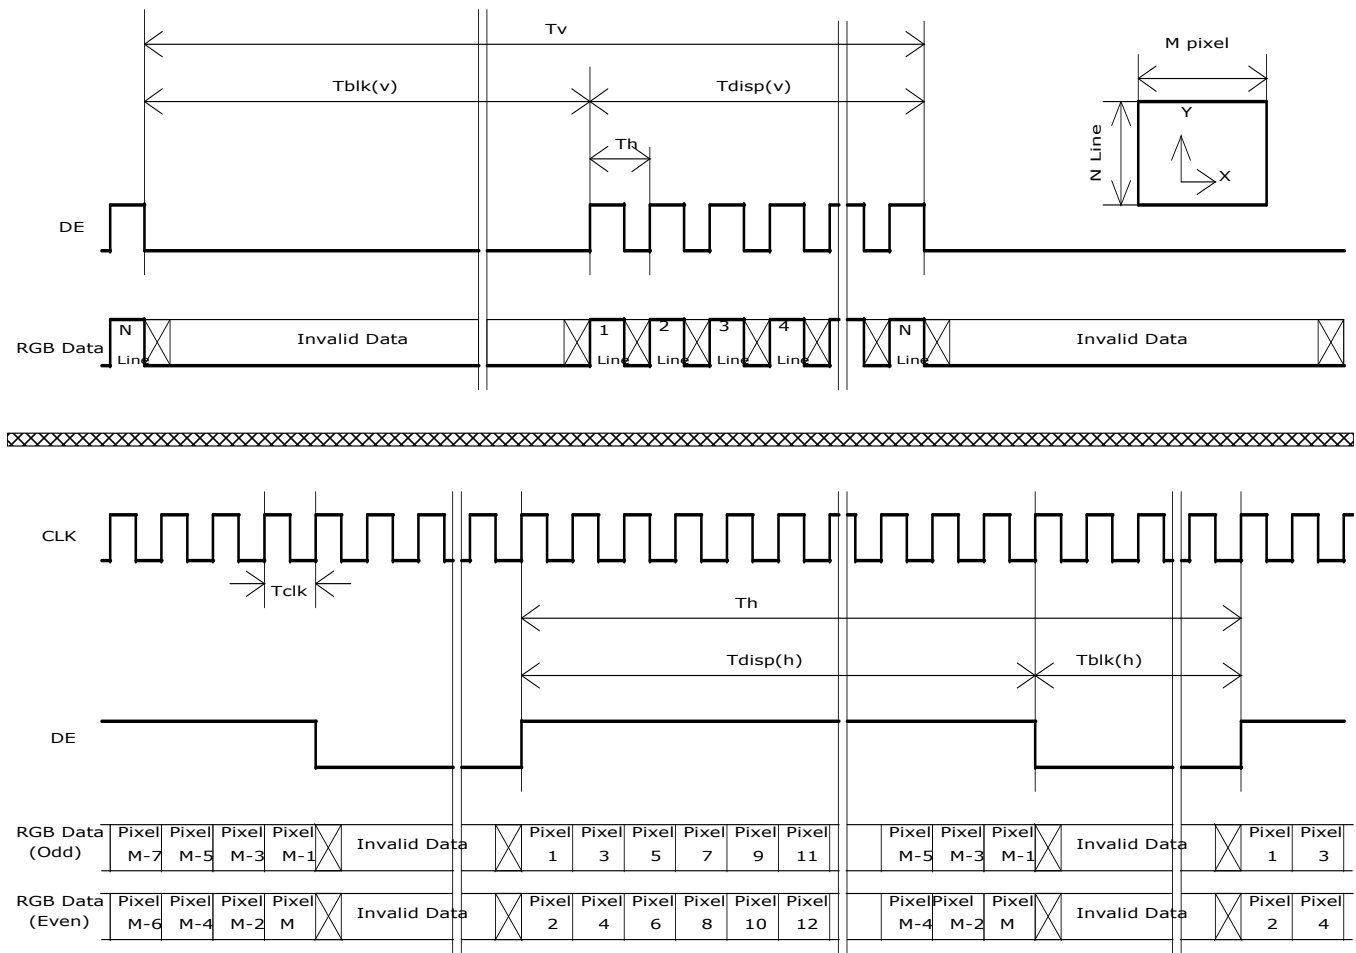 Tv
M pixel
Tblk(v) Tdisp(v)
Y
N Line
Th
X
DE
N 1 2 3 4 N
RGB Data Invalid Data Invalid Data
Line Line Line Line Line Line
CLK
Tclk
Th
Tdisp(h) Tblk(h)
DE
RGB Data Pixel Pixel Pixel Pixel Invalid Data Pixel Pixel Pixel Pixel Pixel Pixel Pixel Pixel Pixel Invalid Data Pixel Pixel
(Odd) M-7 M-5 M-3 M-1 1 3 5 7 9 11 M-5 M-3 M-1 1 3
RGB Data Pixel Pixel Pixel Pixel Invalid Data Pixel Pixel Pixel Pixel Pixel Pixel Pixel Pixel Pixel Invalid Data Pixel Pixel
(Even) M-6 M-4 M-2 M 2 4 6 8 10 12 M-4 M-2 M 2 4